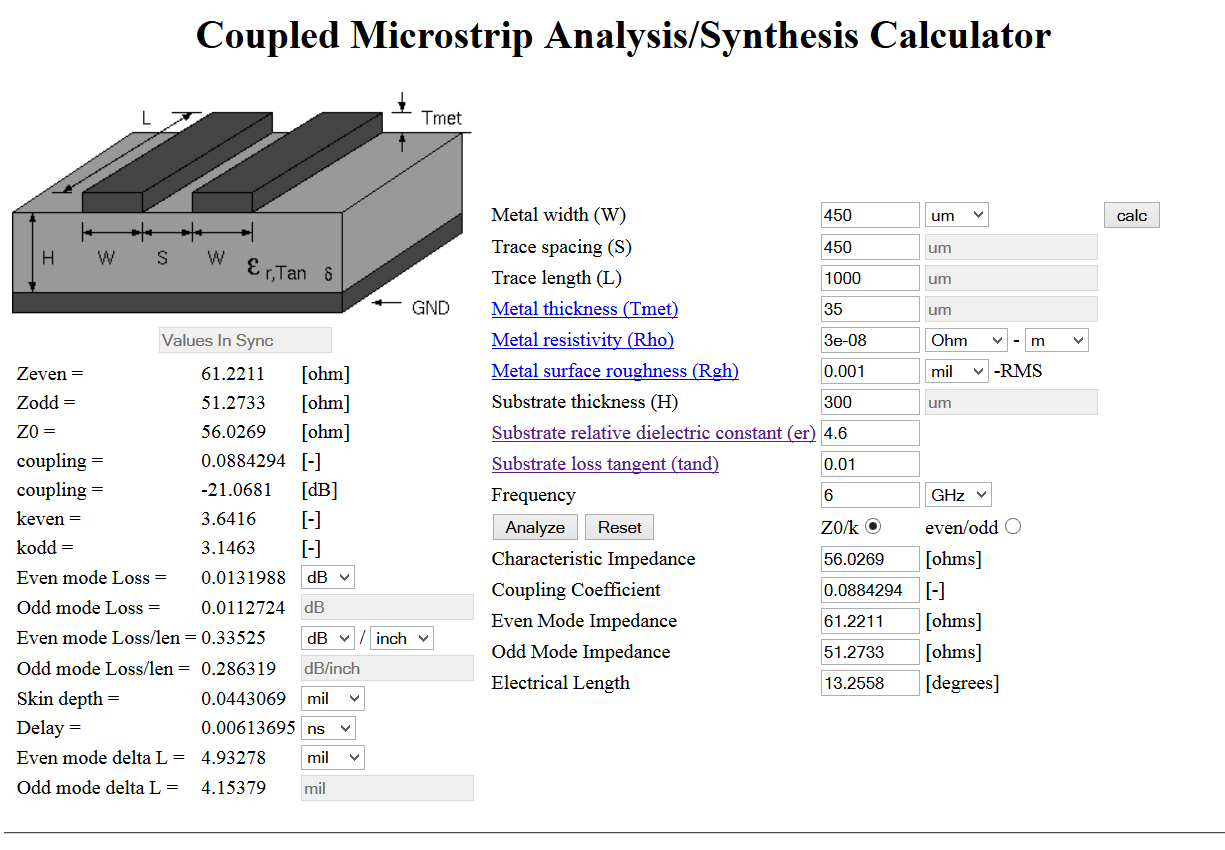 Coupled Microstrip Analysis/Synthesis Calculator
L
Tmet
H
W
S
W
εr,Tan δ
GND
Values In Sync
Zeven = 61.2211 [ohm]
Zodd = 51.2733 [ohm]
Z0 = 56.0269 [ohm]
coupling = 0.0884294 [-]
coupling = -21.0681 [dB]
keven = 3.6416 [-]
kodd = 3.1463 [-]
Even mode Loss = 0.0131988 dB
Odd mode Loss = 0.0112724 dB
Even mode Loss/len = 0.33525 dB / inch
Odd mode Loss/len = 0.286319 dB/inch
Skin depth = 0.0443069 mil
Delay = 0.00613695 ns
Even mode delta L = 4.93278 mil
Odd mode delta L = 4.15379 mil
Metal width (W) 450 um calc
Trace spacing (S) 450 um
Trace length (L) 1000 um
Metal thickness (Tmet) 35 um
Metal resistivity (Rho) 3e-08 Ohm - m
Metal surface roughness (Rgh) 0.001 mil -RMS
Substrate thickness (H) 300 um
Substrate relative dielectric constant (er) 4.6
Substrate loss tangent (tand) 0.01
Frequency 6 GHz
Analyze Reset Z0/k even/odd
Characteristic Impedance 56.0269 [ohms]
Coupling Coefficient 0.0884294 [-]
Even Mode Impedance 61.2211 [ohms]
Odd Mode Impedance 51.2733 [ohms]
Electrical Length 13.2558 [degrees]